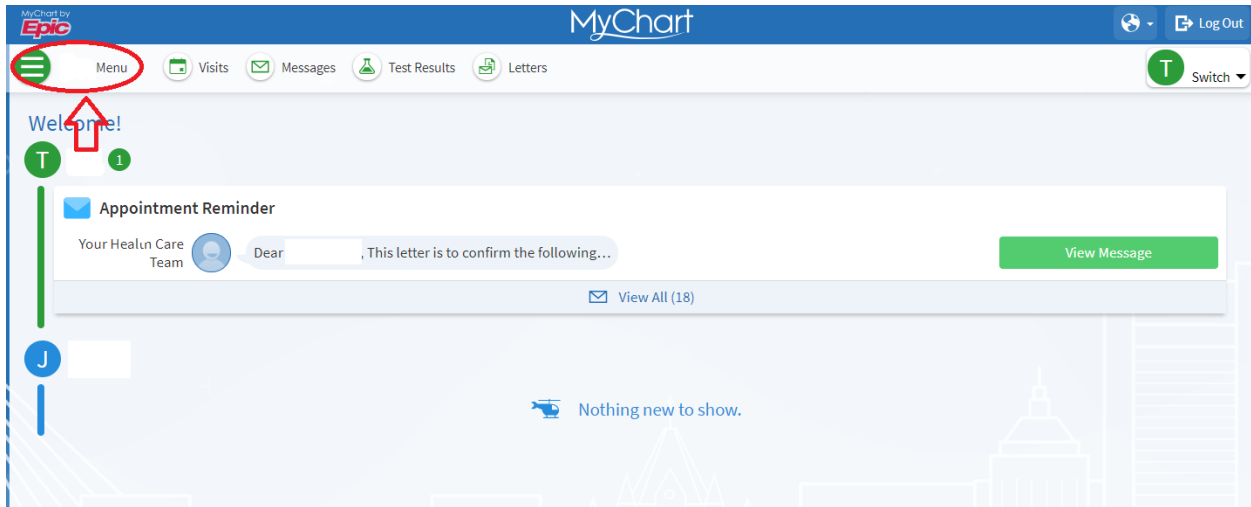 MyChart by
Epic
MyChart
Log Out
Menu
Visits
Messages
Test Results
Letters
T
Switch
Welcome!
T
1
Appointment Reminder
Your Health Care
Team
Dear , This letter is to confirm the following...
View Message
View All (18)
J
Nothing new to show.